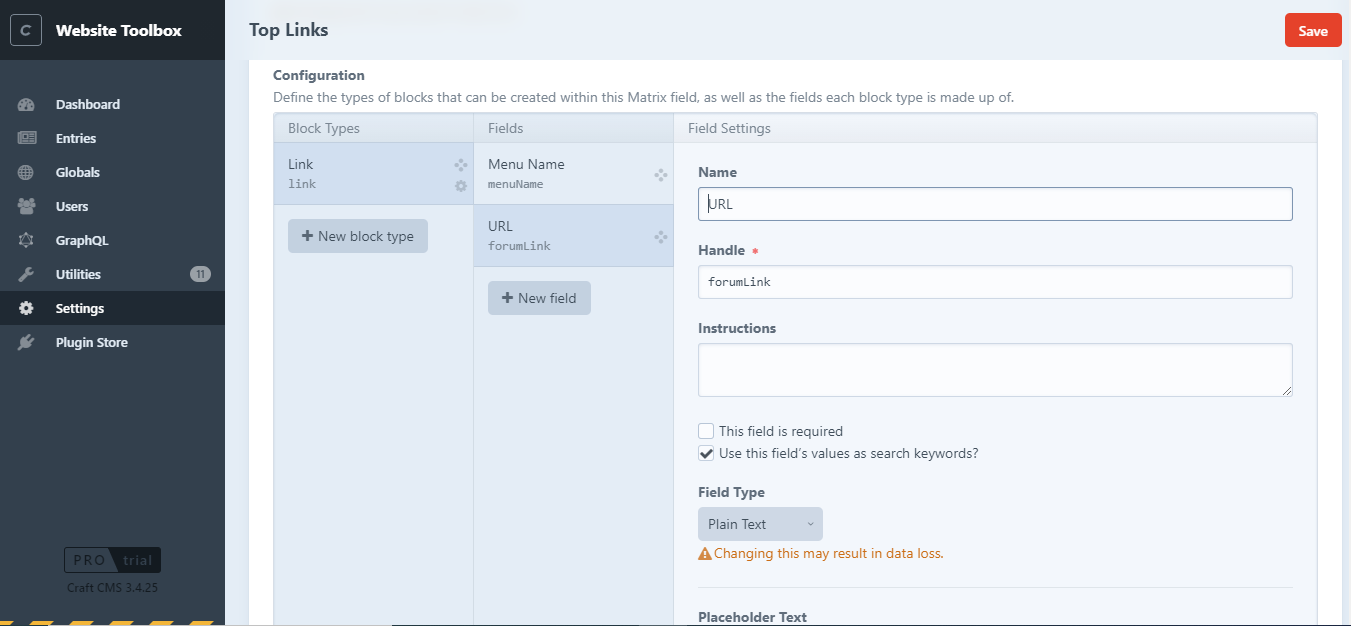 C
Website Toolbox
Top Links
Save
Dashboard
Entries
Globals
Users
GraphQL
Utilities 11
Settings
Plugin Store
PRO trial
Craft CMS 3.4.25
Configuration
Define the types of blocks that can be created within this Matrix field, as well as the fields each block type is made up of.
Block Types
Link
link
New block type
Fields
Menu Name
menuName
URL
forumLink
New field
Field Settings
Name
URL
Handle *
forumLink
Instructions
This field is required
Use this field's values as search keywords?
Field Type
Plain Text
Changing this may result in data loss.
Placeholder Text